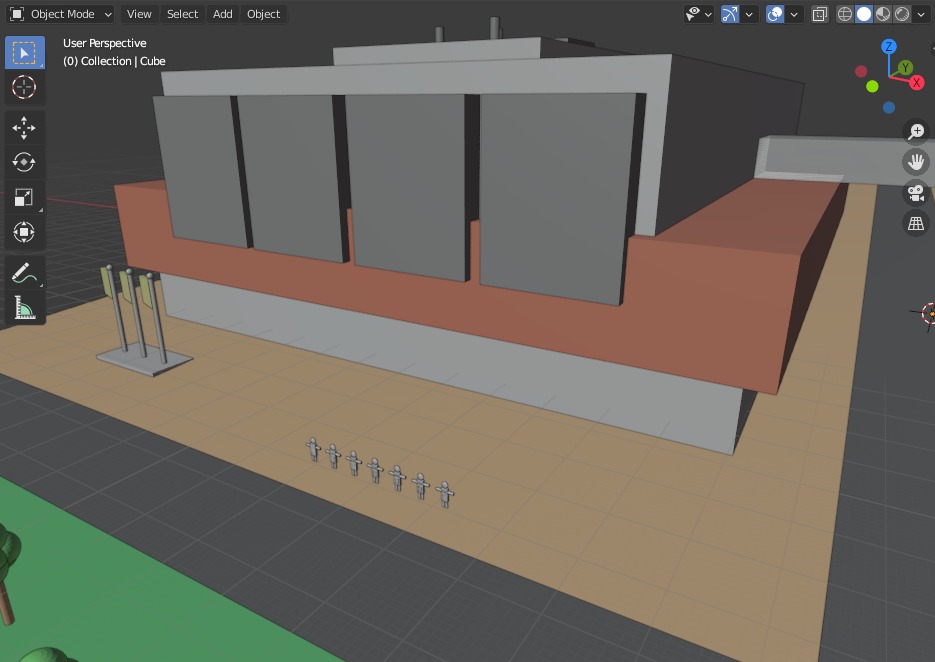 Object Mode View Select Add Object
User Perspective
(0) Collection | Cube
Z
Y
X